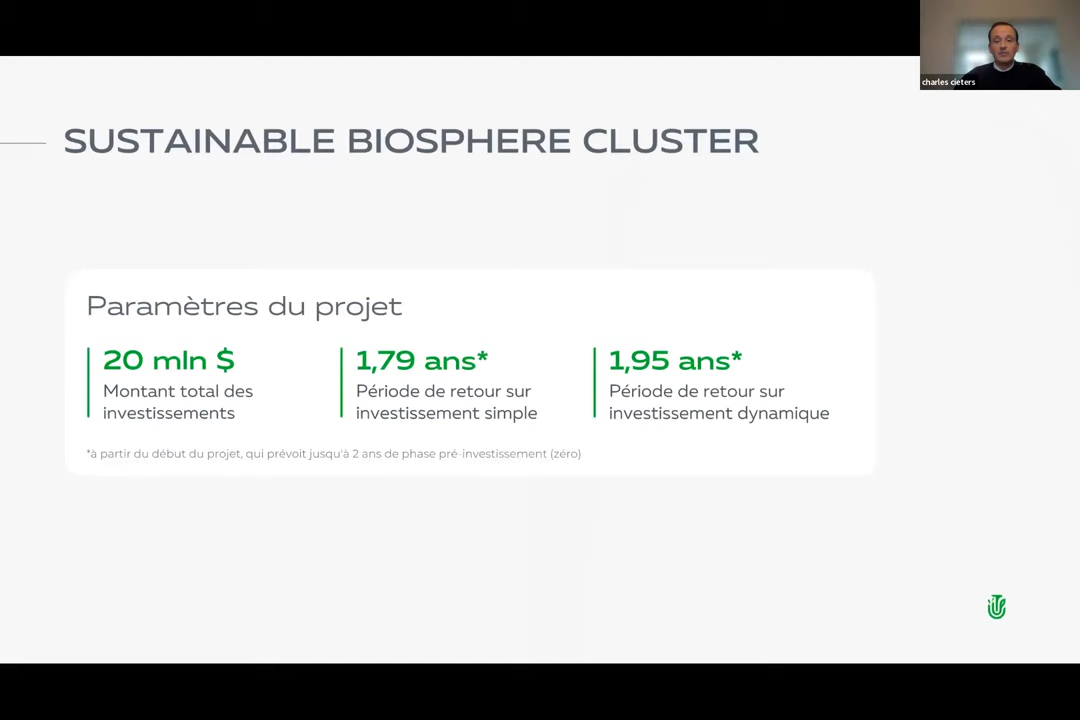 charles cieters
SUSTAINABLE BIOSPHERE CLUSTER
Paramètres du projet
20 mln $
Montant total des
investissements
1,79 ans*
Période de retour sur
investissement simple
1,95 ans*
Période de retour sur
investissement dynamique
*à partir du début du projet, qui prévoit jusqu'à 2 ans de phase pré-investissement (zéro)